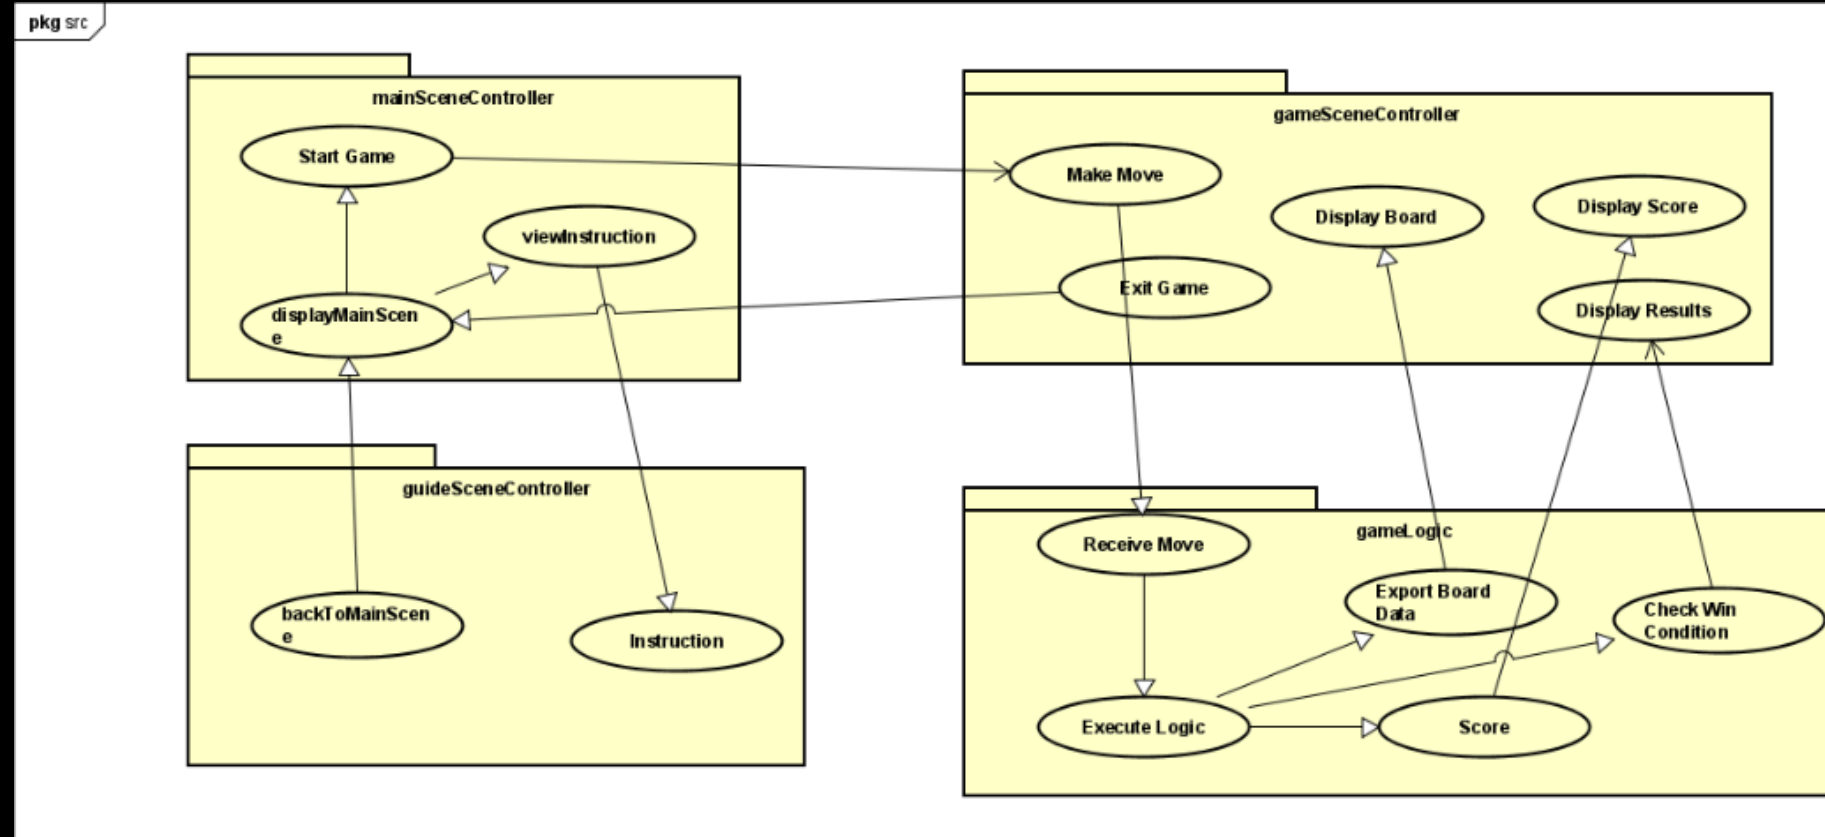 pkg src
mainSceneController
Start Game
viewInstruction
displayMainScen
e
gameSceneController
Make Move
Display Board
Display Score
Exit Game
Display Results
guideSceneController
backToMainScen
e
Instruction
gameLogic
Receive Move
Export Board
Data
Check Win
Condition
Execute Logic
Score